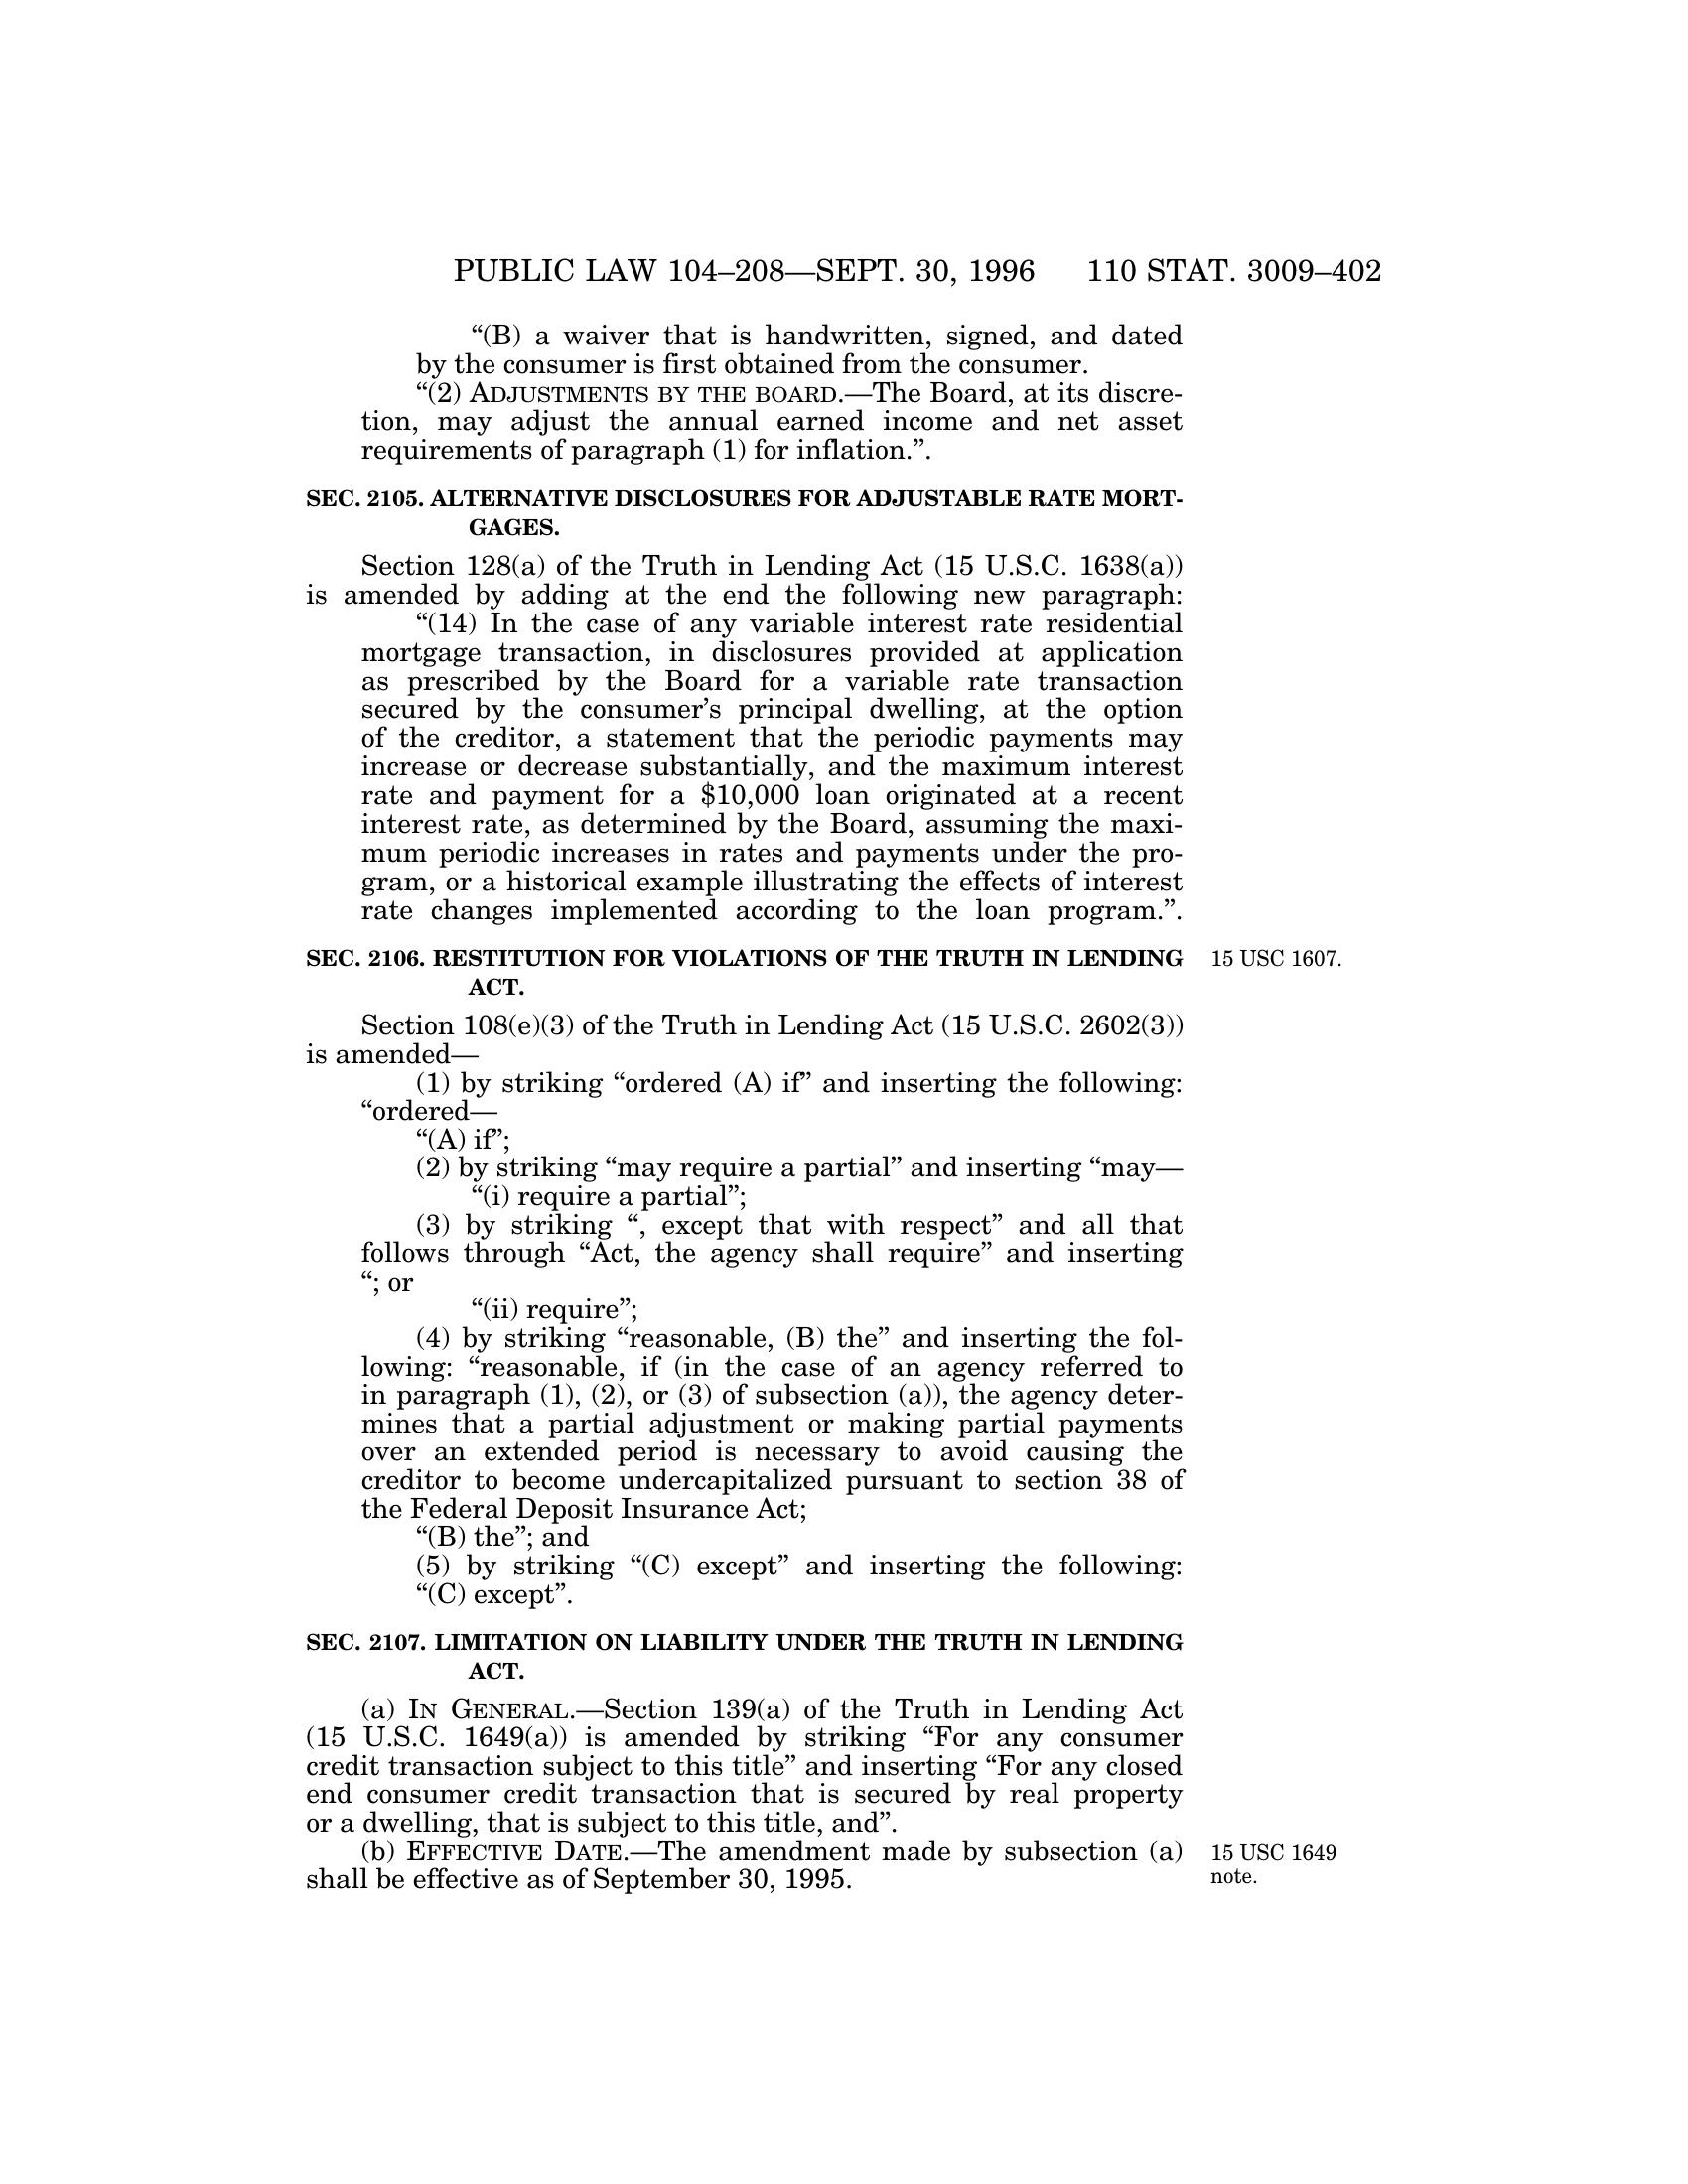 PUBLIC LAW 104–208—SEPT. 30, 1996 110 STAT. 3009–402
“(B) a waiver that is handwritten, signed, and dated
by the consumer is first obtained from the consumer.
“(2) ADJUSTMENTS BY THE BOARD.—The Board, at its discre-
tion, may adjust the annual earned income and net asset
requirements of paragraph (1) for inflation.”.
SEC. 2105. ALTERNATIVE DISCLOSURES FOR ADJUSTABLE RATE MORT-
GAGES.
Section 128(a) of the Truth in Lending Act (15 U.S.C. 1638(a))
is amended by adding at the end the following new paragraph:
“(14) In the case of any variable interest rate residential
mortgage transaction, in disclosures provided at application
as prescribed by the Board for a variable rate transaction
secured by the consumer’s principal dwelling, at the option
of the creditor, a statement that the periodic payments may
increase or decrease substantially, and the maximum interest
rate and payment for a $10,000 loan originated at a recent
interest rate, as determined by the Board, assuming the maxi-
mum periodic increases in rates and payments under the pro-
gram, or a historical example illustrating the effects of interest
rate changes implemented according to the loan program.”.
SEC. 2106. RESTITUTION FOR VIOLATIONS OF THE TRUTH IN LENDING
ACT.
15 USC 1607.
Section 108(e)(3) of the Truth in Lending Act (15 U.S.C. 2602(3))
is amended—
(1) by striking “ordered (A) if” and inserting the following:
“ordered—
“(A) if”;
(2) by striking “may require a partial” and inserting “may—
“(i) require a partial”;
(3) by striking “, except that with respect” and all that
follows through “Act, the agency shall require” and inserting
“; or
“(ii) require”;
(4) by striking “reasonable, (B) the” and inserting the fol-
lowing: “reasonable, if (in the case of an agency referred to
in paragraph (1), (2), or (3) of subsection (a)), the agency deter-
mines that a partial adjustment or making partial payments
over an extended period is necessary to avoid causing the
creditor to become undercapitalized pursuant to section 38 of
the Federal Deposit Insurance Act;
“(B) the”; and
(5) by striking “(C) except” and inserting the following:
“(C) except”.
SEC. 2107. LIMITATION ON LIABILITY UNDER THE TRUTH IN LENDING
ACT.
(a) IN GENERAL.—Section 139(a) of the Truth in Lending Act
(15 U.S.C. 1649(a)) is amended by striking “For any consumer
credit transaction subject to this title” and inserting “For any closed
end consumer credit transaction that is secured by real property
or a dwelling, that is subject to this title, and”.
(b) EFFECTIVE DATE.—The amendment made by subsection (a)
shall be effective as of September 30, 1995.
15 USC 1649
note.